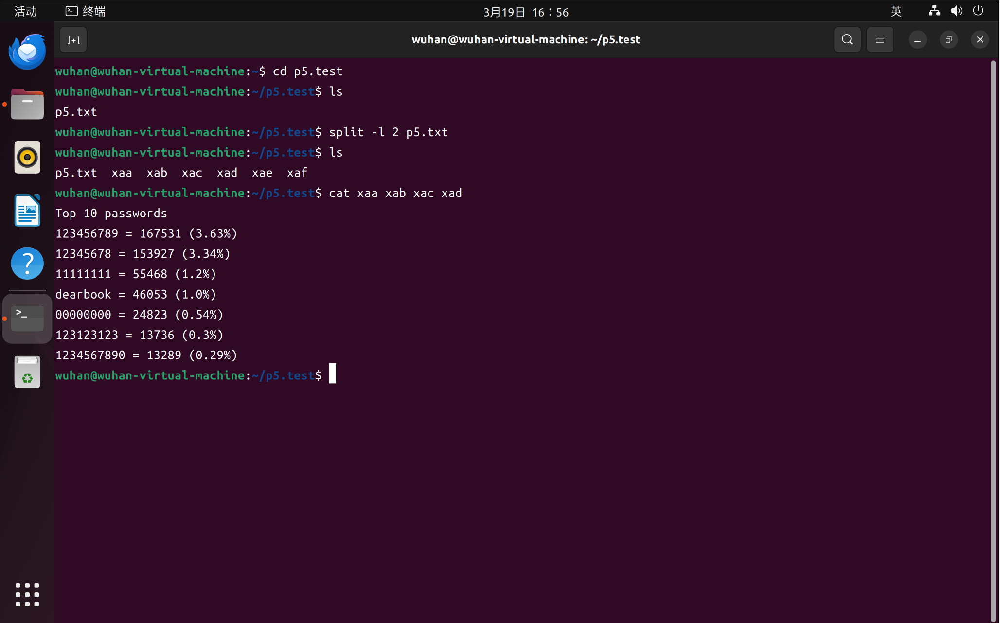 活动 终端 3月19日 16：56 英
wuhan@wuhan-virtual-machine: ~/p5.test
wuhan@wuhan-virtual-machine:~$ cd p5.test
wuhan@wuhan-virtual-machine:~/p5.test$ ls
p5.txt
wuhan@wuhan-virtual-machine:~/p5.test$ split -l 2 p5.txt
wuhan@wuhan-virtual-machine:~/p5.test$ ls
p5.txt  xaa  xab  xac  xad  xae  xaf
wuhan@wuhan-virtual-machine:~/p5.test$ cat xaa xab xac xad
Top 10 passwords
123456789 = 167531 (3.63%)
12345678 = 153927 (3.34%)
11111111 = 55468 (1.2%)
dearbook = 46053 (1.0%)
00000000 = 24823 (0.54%)
123123123 = 13736 (0.3%)
1234567890 = 13289 (0.29%)
wuhan@wuhan-virtual-machine:~/p5.test$